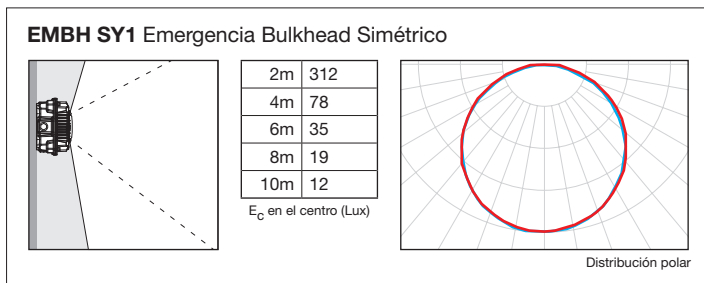 EMBH SY1 Emergencia Bulkhead Simétrico
2m 312
4m 78
6m 35
8m 19
10m 12
EC en el centro (Lux)
Distribución polar